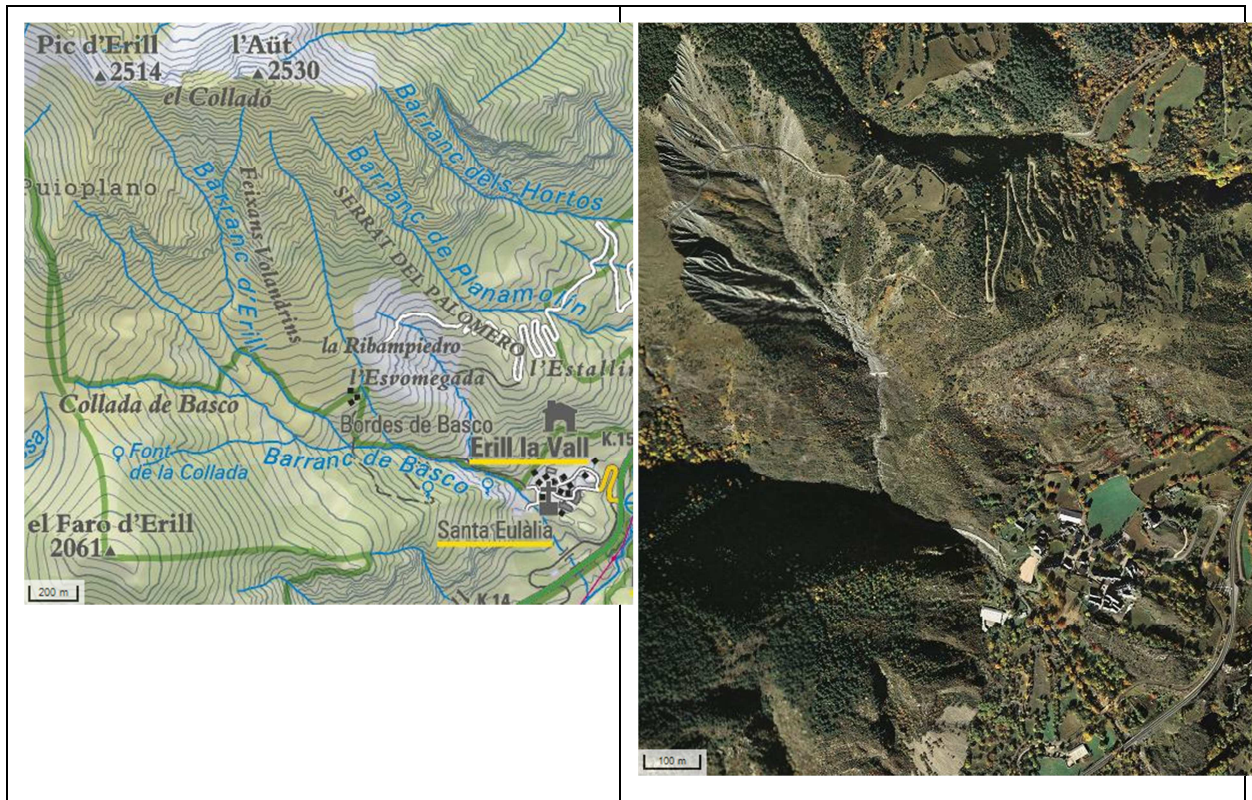 Pic d'Erill
2514
l'Aüt
2530
el Colladó
Barranc dels Hortos
Puioplano
Barranc d'Erill
Feixans Volandrins
Barranc de Planamolin
SERRAT DEL PALOMERO
la Ribampiedro
l'Esvomegada
l'Estallin
Collada de Basco
Bordes de Basco
Erill la Vall
K.15
Font
de la Collada
Barranc de Basco
Santa Eulàlia
el Faro d'Erill
2061
200 m
K.14
100 m